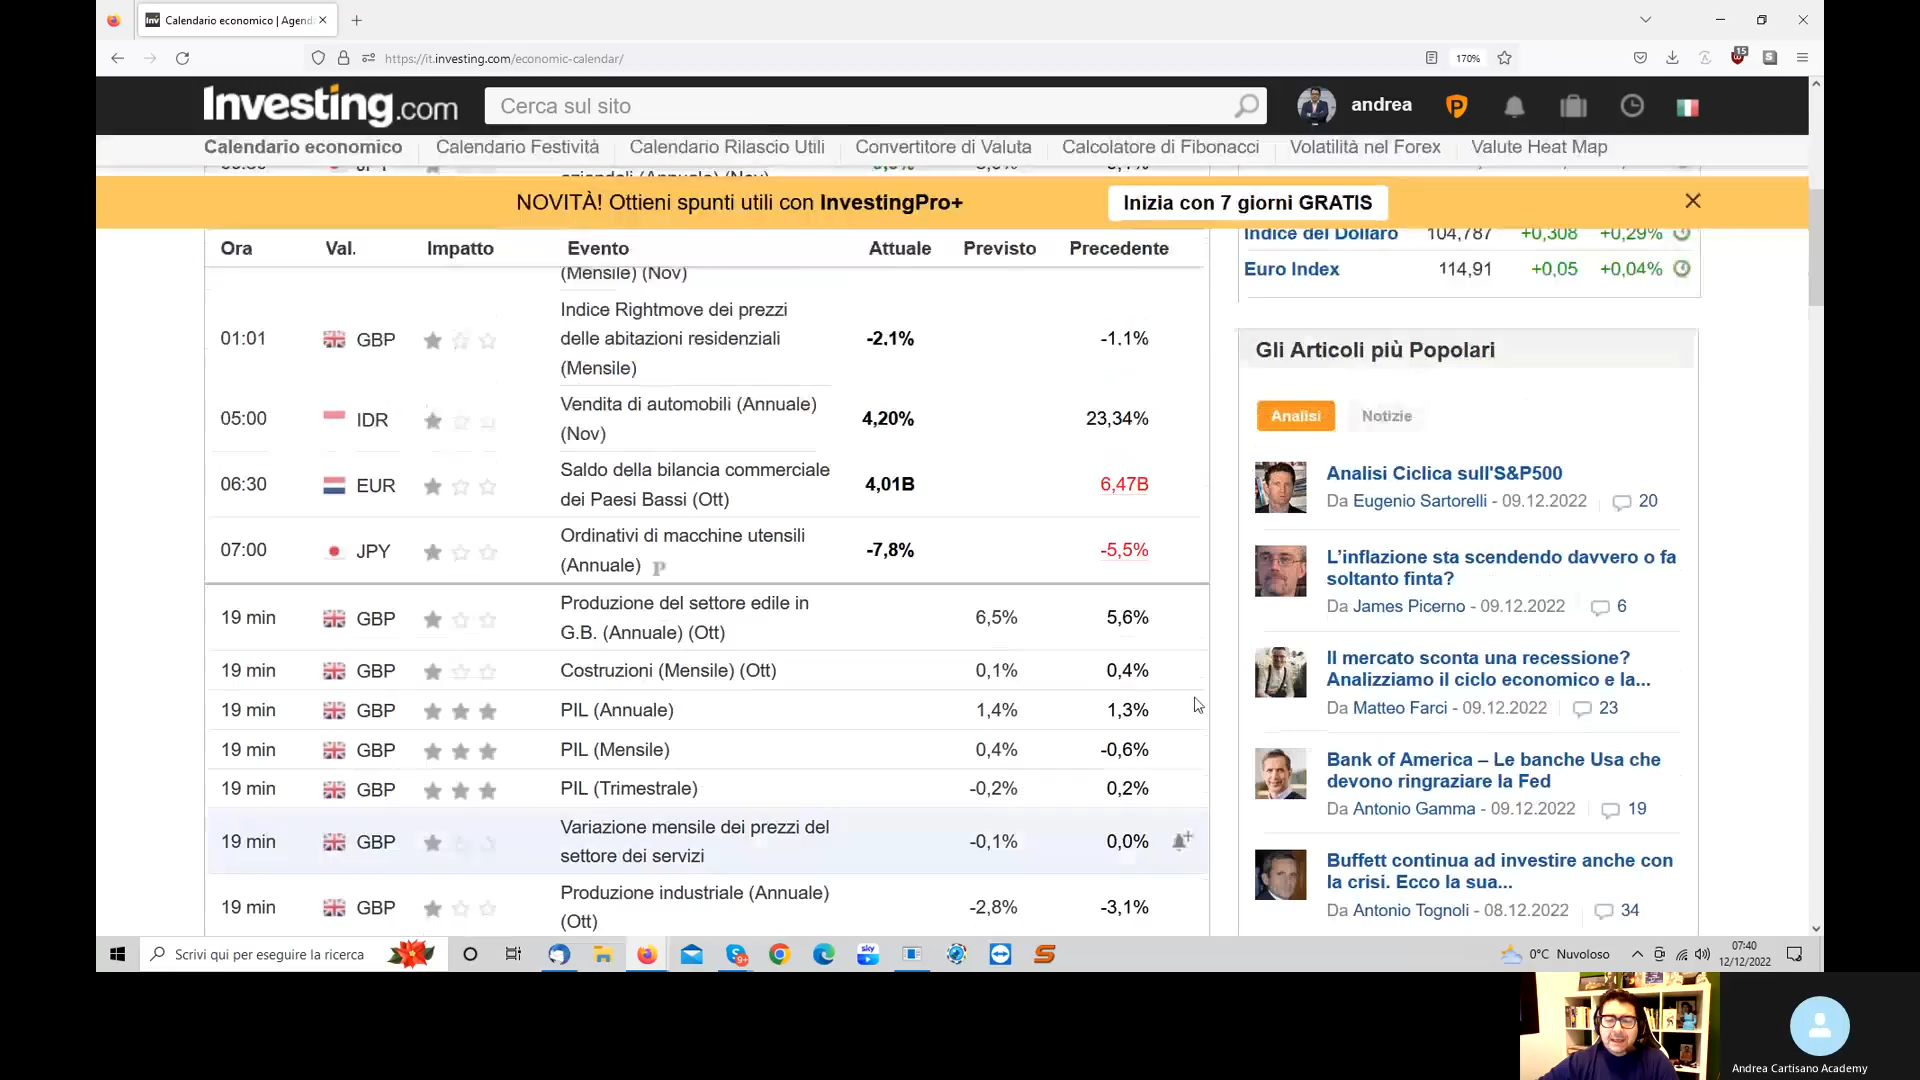 Calendario economico | Agend
https://it.investing.com/economic-calendar/
170%
15
Investing.com
Cerca sul sito
andrea
Calendario economico
Calendario Festività
Calendario Rilascio Utili
Convertitore di Valuta
Calcolatore di Fibonacci
Volatilità nel Forex
Valute Heat Map
NOVITÀ! Ottieni spunti utili con InvestingPro+
Inizia con 7 giorni GRATIS
Ora Val. Impatto Evento Attuale Previsto Precedente
(Mensile) (Nov)
Indice Rightmove dei prezzi
01:01 GBP delle abitazioni residenziali -2,1% -1,1%
(Mensile)
Vendita di automobili (Annuale)
05:00 IDR 4,20% 23,34%
(Nov)
Saldo della bilancia commerciale
06:30 EUR 4,01B 6,47B
dei Paesi Bassi (Ott)
Ordinativi di macchine utensili
07:00 JPY -7,8% -5,5%
(Annuale) P
Produzione del settore edile in
19 min GBP 6,5% 5,6%
G.B. (Annuale) (Ott)
19 min GBP Costruzioni (Mensile) (Ott) 0,1% 0,4%
19 min GBP PIL (Annuale) 1,4% 1,3%
19 min GBP PIL (Mensile) 0,4% -0,6%
19 min GBP PIL (Trimestrale) -0,2% 0,2%
Variazione mensile dei prezzi del
19 min GBP -0,1% 0,0%
settore dei servizi
Produzione industriale (Annuale)
19 min GBP -2,8% -3,1%
(Ott)
Indice del Dollaro 104,787 +0,308 +0,29%
Euro Index 114,91 +0,05 +0,04%
Gli Articoli più Popolari
Analisi Notizie
Analisi Ciclica sull'S&P500
Da Eugenio Sartorelli - 09.12.2022 20
L'inflazione sta scendendo davvero o fa
soltanto finta?
Da James Picerno - 09.12.2022 6
Il mercato sconta una recessione?
Analizziamo il ciclo economico e la...
Da Matteo Farci - 09.12.2022 23
Bank of America – Le banche Usa che
devono ringraziare la Fed
Da Antonio Gamma - 09.12.2022 19
Buffett continua ad investire anche con
la crisi. Ecco la sua...
Da Antonio Tognoli - 08.12.2022 34
Scrivi qui per eseguire la ricerca
sky
0°C Nuvoloso
07:40
12/12/2022
Andrea Cartisano Academy